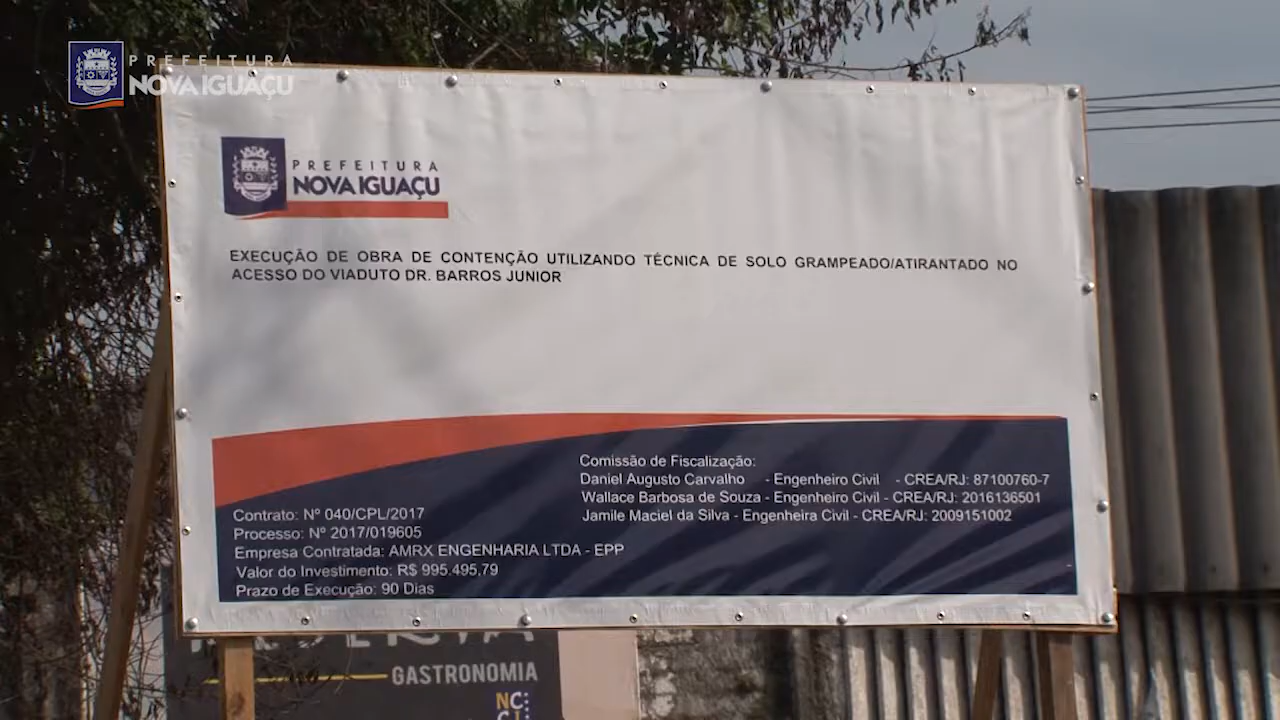 PREFEITURA
NOVA IGUAÇU
PREFEITURA
NOVA IGUAÇU
EXECUÇÃO DE OBRA DE CONTENÇÃO UTILIZANDO TÉCNICA DE SOLO GRAMPEADO/ATIRANTADO NO
ACESSO DO VIADUTO DR. BARROS JUNIOR
Comissão de Fiscalização:
Daniel Augusto Carvalho - Engenheiro Civil - CREA/RJ: 87100760-7
Wallace Barbosa de Souza - Engenheiro Civil - CREA/RJ: 2016136501
Jamile Maciel da Silva - Engenheira Civil - CREA/RJ: 2009151002
Contrato: Nº 040/CPL/2017
Processo: Nº 2017/019605
Empresa Contratada: AMRX ENGENHARIA LTDA - EPP
Valor do Investimento: R$ 995.495,79
Prazo de Execução: 90 Dias
GASTRONOMIA